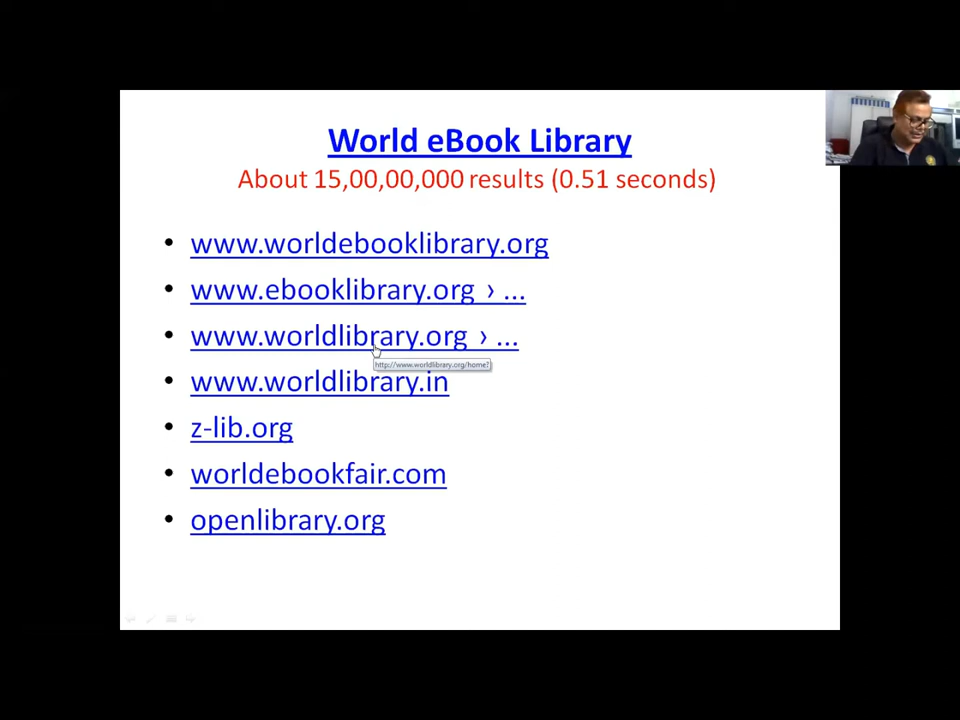 World eBook Library
About 15,00,00,000 results (0.51 seconds)
• www.worldebooklibrary.org
• www.ebooklibrary.org › ...
• www.worldlibrary.org › ...
http://www.worldlibrary.org/home?
• www.worldlibrary.in
• z-lib.org
• worldebookfair.com
• openlibrary.org